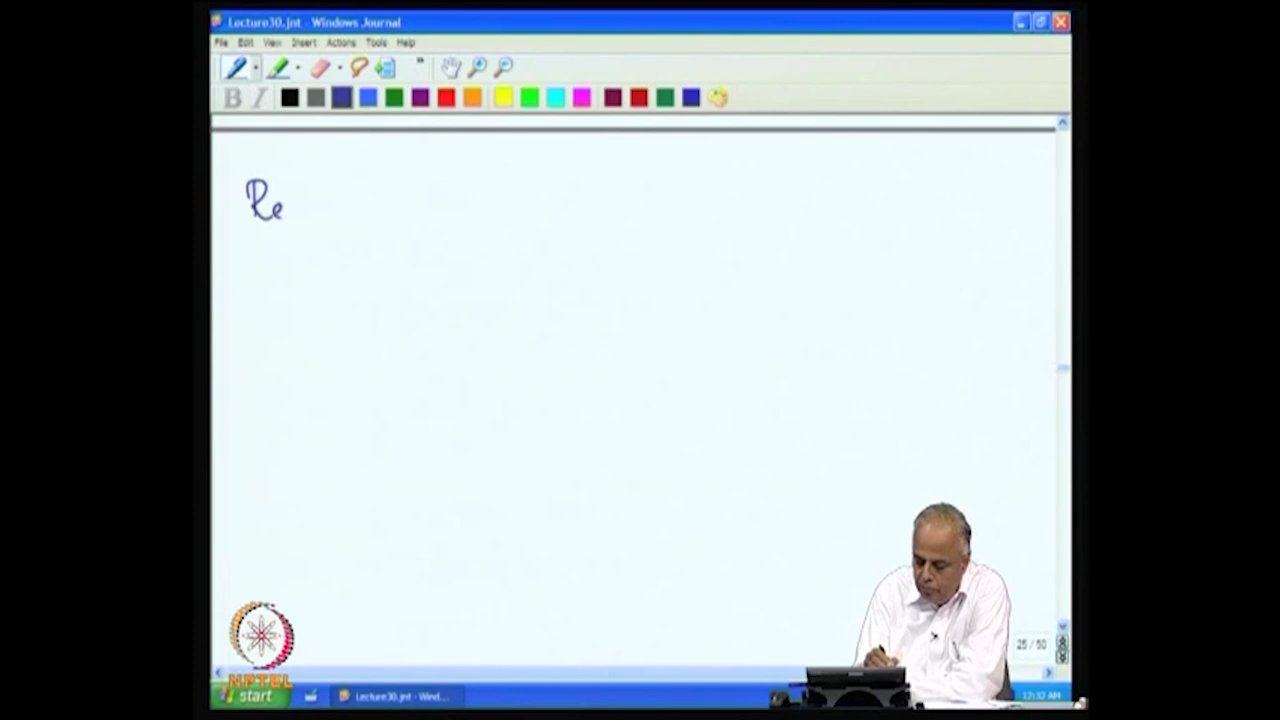 Lecture30.jnt - Windows Journal
File Edit View Insert Actions Tools Help
B I
Re
25 / 50
NPTEL
start
Lecture30.jnt - Wind...
12:32 AM